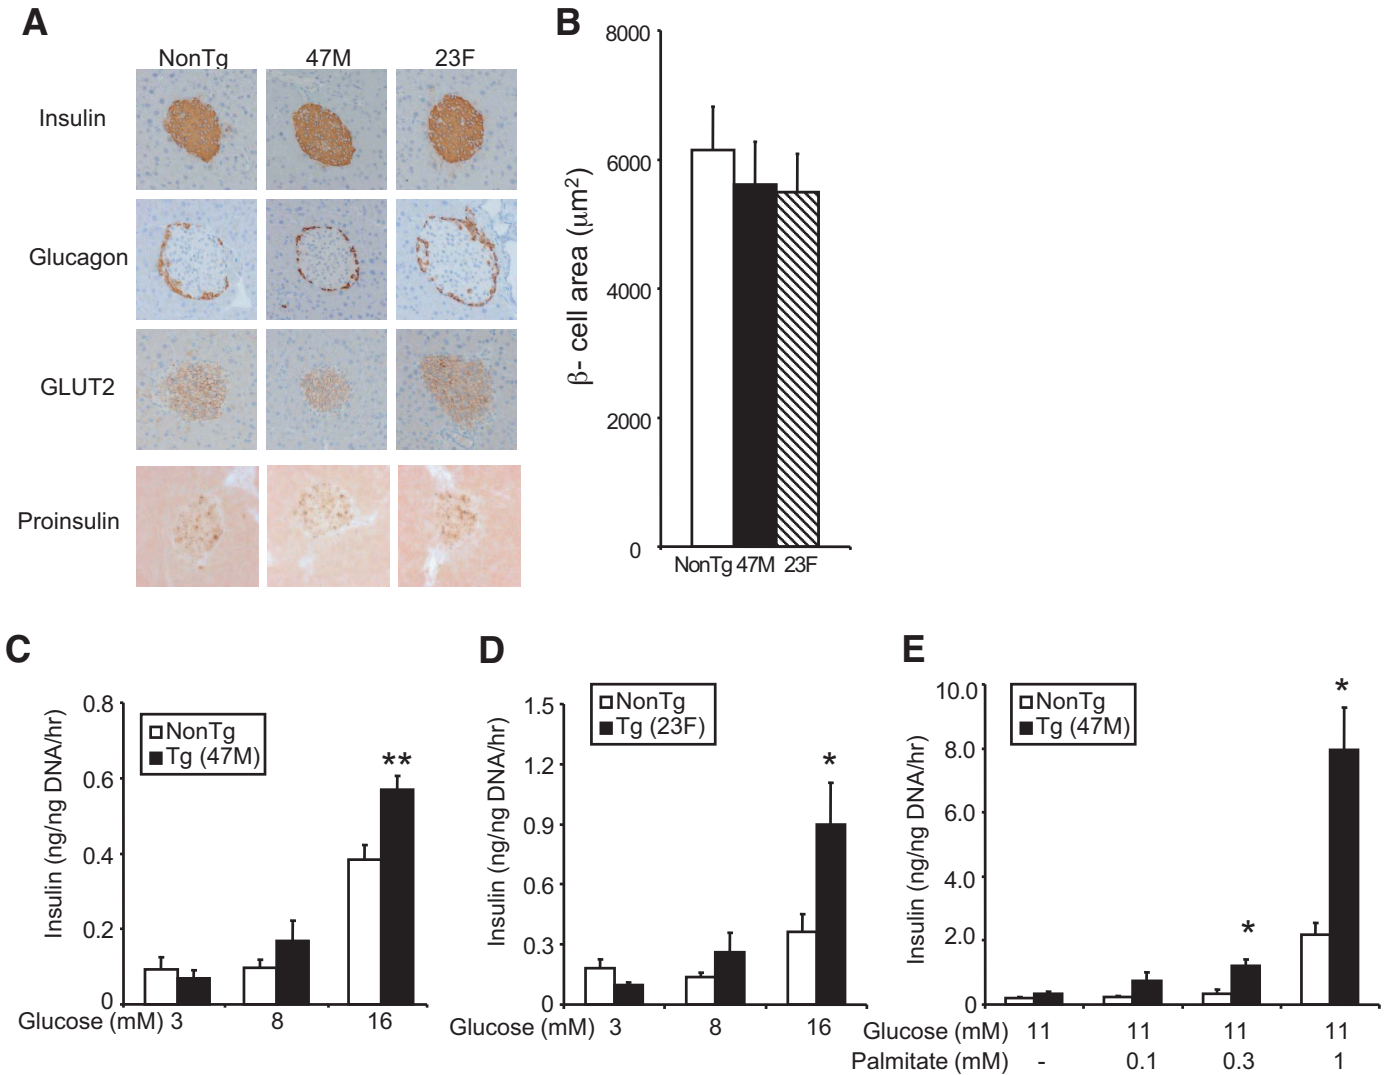 A
NonTg 47M 23F
Insulin
Glucagon
GLUT2
Proinsulin
B
8000
6000
4000
2000
0
β- cell area (μm²)
NonTg 47M 23F
C
0.8
0.6
0.4
0.2
0
Insulin (ng/ng DNA/hr)
NonTg
Tg (47M)
**
Glucose (mM) 3 8 16
D
1.5
1.2
0.9
0.6
0.3
0
Insulin (ng/ng DNA/hr)
NonTg
Tg (23F)
*
Glucose (mM) 3 8 16
E
10.0
8.0
6.0
4.0
2.0
0
Insulin (ng/ng DNA/hr)
NonTg
Tg (47M)
*
*
Glucose (mM) 11 11 11 11
Palmitate (mM) - 0.1 0.3 1